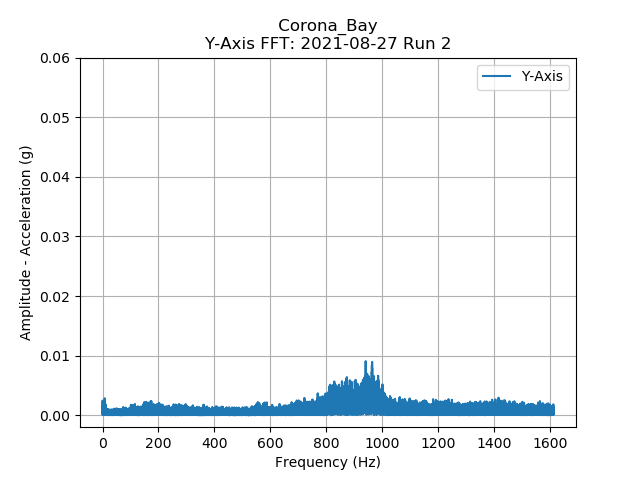 Corona_Bay
Y-Axis FFT: 2021-08-27 Run 2
Y-Axis
0.06
0.05
0.04
0.03
0.02
0.01
0.00
Amplitude - Acceleration (g)
0 200 400 600 800 1000 1200 1400 1600
Frequency (Hz)